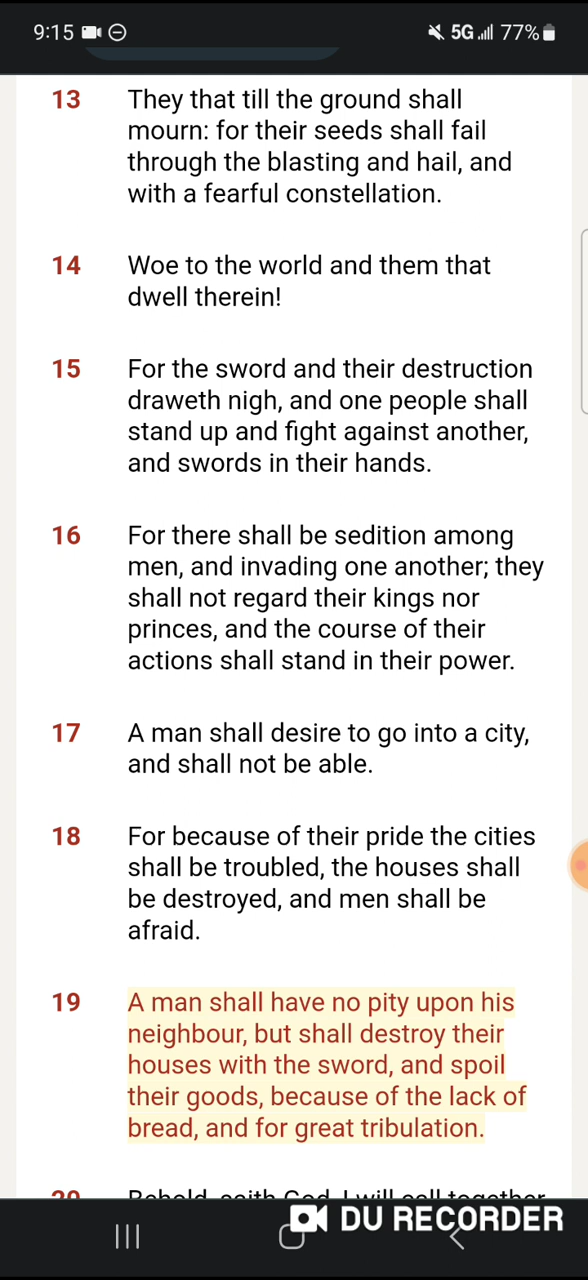 9:15 5G 77%
13 They that till the ground shall
mourn: for their seeds shall fail
through the blasting and hail, and
with a fearful constellation.
14 Woe to the world and them that
dwell therein!
15 For the sword and their destruction
draweth nigh, and one people shall
stand up and fight against another,
and swords in their hands.
16 For there shall be sedition among
men, and invading one another; they
shall not regard their kings nor
princes, and the course of their
actions shall stand in their power.
17 A man shall desire to go into a city,
and shall not be able.
18 For because of their pride the cities
shall be troubled, the houses shall
be destroyed, and men shall be
afraid.
19 A man shall have no pity upon his
neighbour, but shall destroy their
houses with the sword, and spoil
their goods, because of the lack of
bread, and for great tribulation.
20 Behold, saith God, I will call together
DU RECORDER